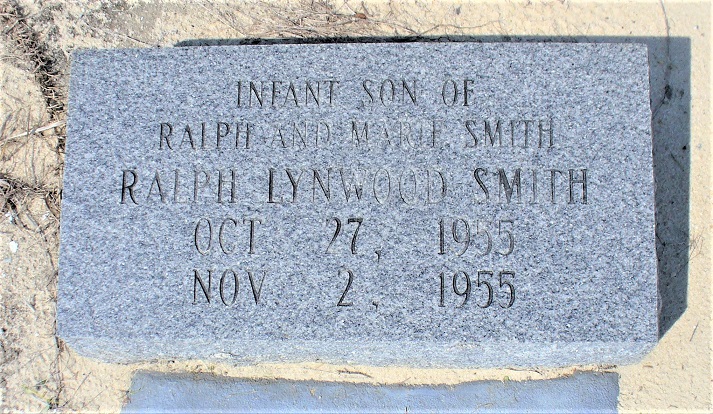 INFANT SON OF
RALPH AND MARIE SMITH
RALPH LYNWOOD SMITH
OCT 27, 1955
NOV 2, 1955